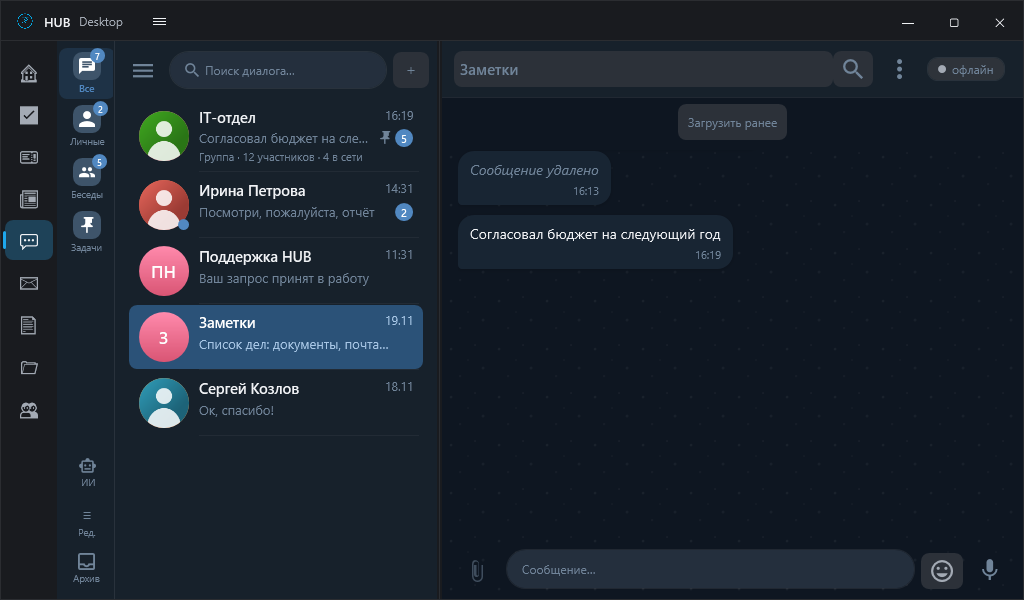 HUB Desktop
7
Все
2
Личные
5
Беседы
Задачи
ИИ
Ред.
Архив
Поиск диалога...
+
IT-отдел 16:19
Согласовал бюджет на сле... 5
Группа · 12 участников · 4 в сети
Ирина Петрова 14:31
Посмотри, пожалуйста, отчёт 2
ПН
Поддержка HUB 11:31
Ваш запрос принят в работу
З
Заметки 19.11
Список дел: документы, почта...
Сергей Козлов 18.11
Ок, спасибо!
Заметки
офлайн
Загрузить ранее
Сообщение удалено
16:13
Согласовал бюджет на следующий год
16:19
Сообщение...